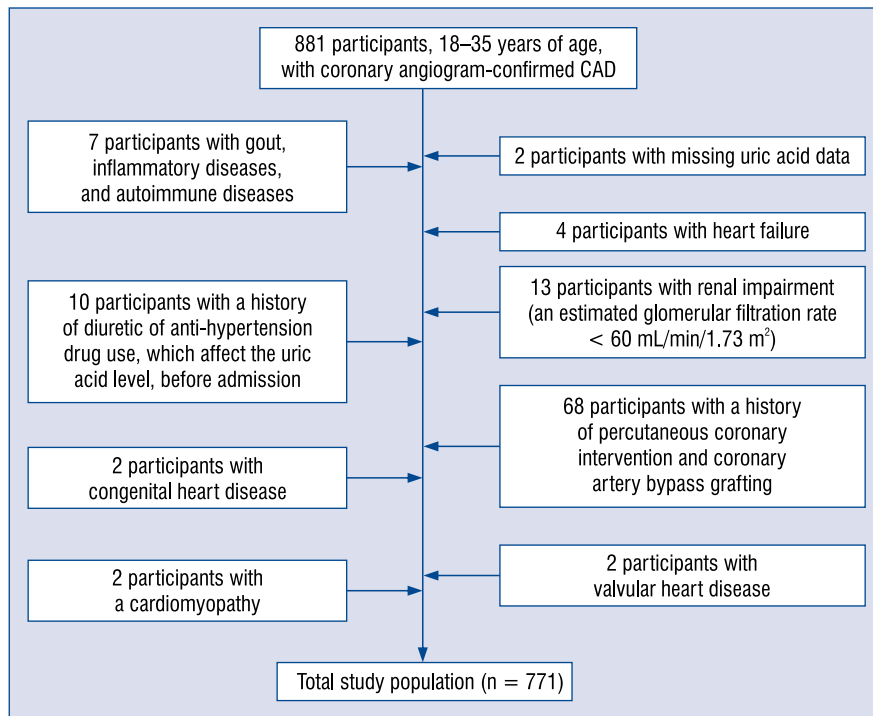 881 participants, 18–35 years of age,
with coronary angiogram-confirmed CAD
7 participants with gout,
inflammatory diseases,
and autoimmune diseases
2 participants with missing uric acid data
4 participants with heart failure
10 participants with a history
of diuretic of anti-hypertension
drug use, which affect the uric
acid level, before admission
13 participants with renal impairment
(an estimated glomerular filtration rate
< 60 mL/min/1.73 m²)
68 participants with a history
of percutaneous coronary
intervention and coronary
artery bypass grafting
2 participants with
congenital heart disease
2 participants with
a cardiomyopathy
2 participants with
valvular heart disease
Total study population (n = 771)